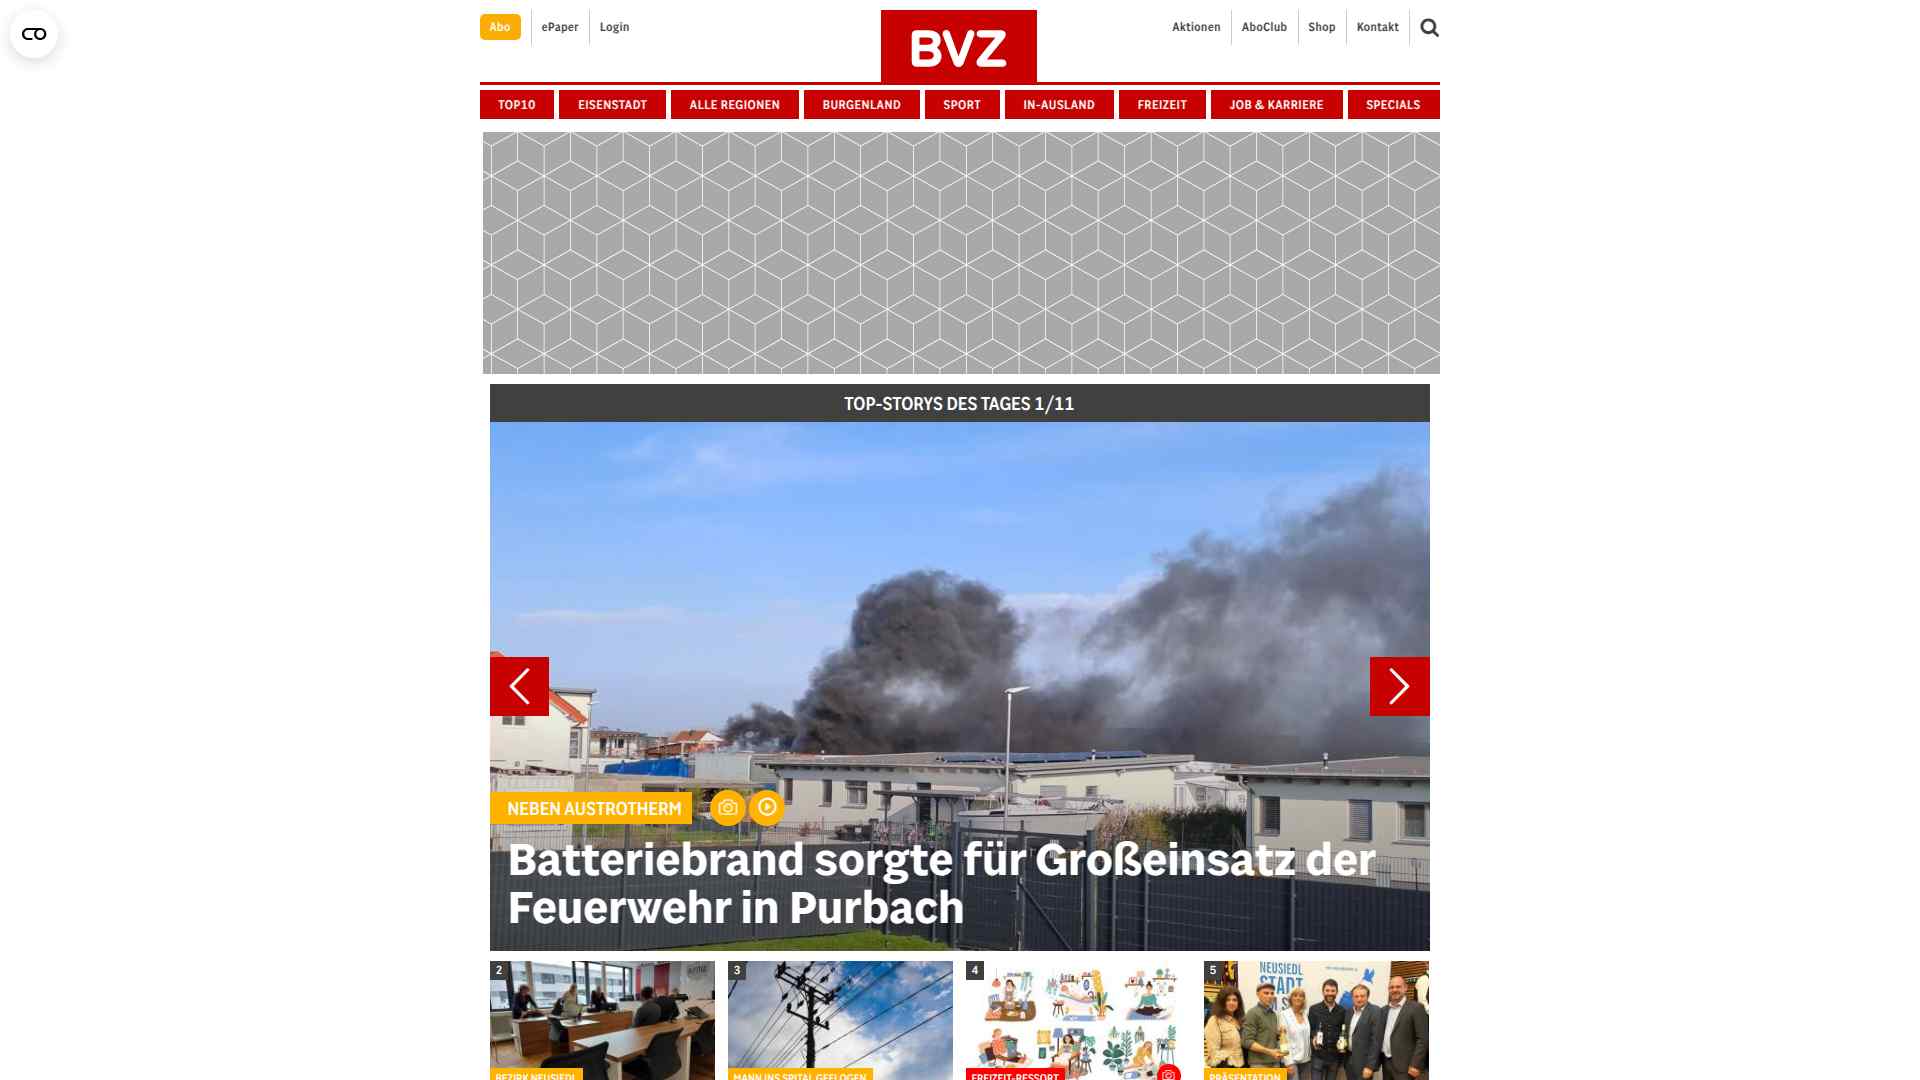 Abo
ePaper
Login
BVZ
Aktionen
AboClub
Shop
Kontakt
TOP10
EISENSTADT
ALLE REGIONEN
BURGENLAND
SPORT
IN-AUSLAND
FREIZEIT
JOB & KARRIERE
SPECIALS
TOP-STORYS DES TAGES 1/11
NEBEN AUSTROTHERM
Batteriebrand sorgte für Großeinsatz der
Feuerwehr in Purbach
2
3
4
5
NEUSIEDL
STADT
BEZIRK NEUSIEDL
MANN INS SPITAL GEFLOGEN
FREIZEIT-RESSORT
PRÄSENTATION